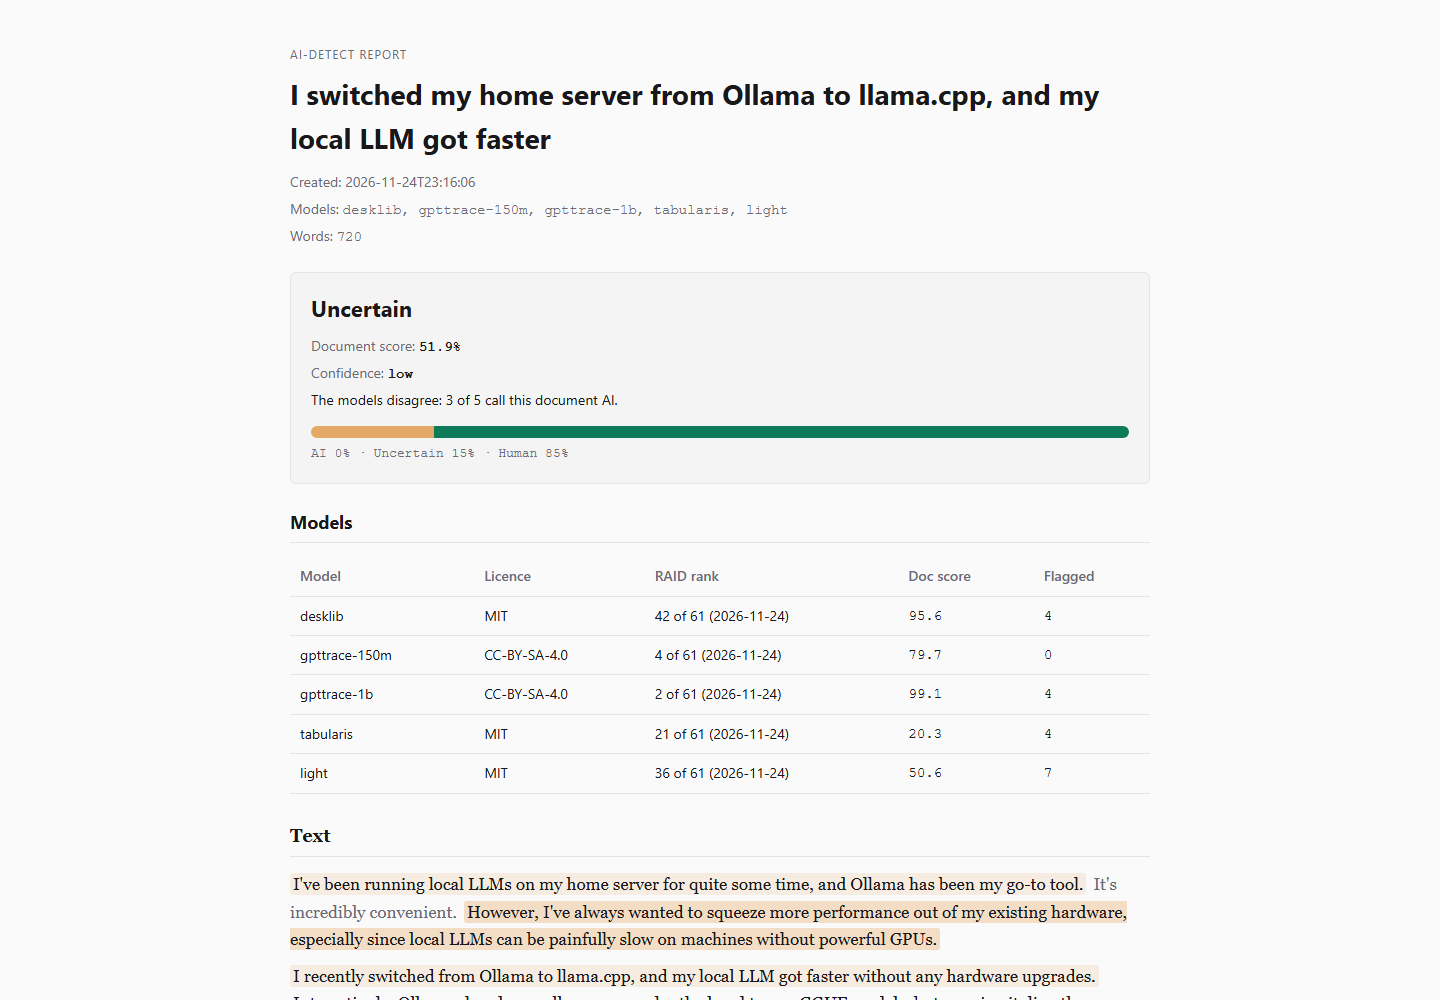 AI-DETECT REPORT
I switched my home server from Ollama to llama.cpp, and my
local LLM got faster
Created: 2026-11-24T23:16:06
Models: desklib, gpttrace-150m, gpttrace-1b, tabularis, light
Words: 720
Uncertain
Document score: 51.9%
Confidence: low
The models disagree: 3 of 5 call this document AI.
AI 0% · Uncertain 15% · Human 85%
Models
Model Licence RAID rank Doc score Flagged
desklib MIT 42 of 61 (2026-11-24) 95.6 4
gpttrace-150m CC-BY-SA-4.0 4 of 61 (2026-11-24) 79.7 0
gpttrace-1b CC-BY-SA-4.0 2 of 61 (2026-11-24) 99.1 4
tabularis MIT 21 of 61 (2026-11-24) 20.3 4
light MIT 36 of 61 (2026-11-24) 50.6 7
Text
I've been running local LLMs on my home server for quite some time, and Ollama has been my go-to tool. It's
incredibly convenient. However, I've always wanted to squeeze more performance out of my existing hardware,
especially since local LLMs can be painfully slow on machines without powerful GPUs.
I recently switched from Ollama to llama.cpp, and my local LLM got faster without any hardware upgrades.